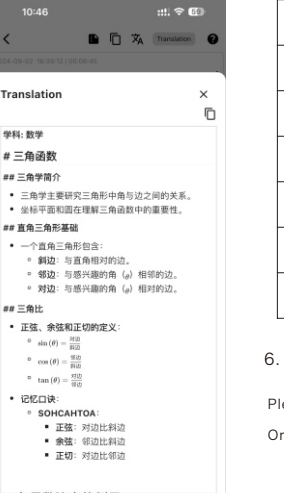 10:46
Translation
Translation
学科: 数学
# 三角函数
## 三角学简介
• 三角学主要研究三角形中角与边之间的关系。
• 坐标平面和圆在理解三角函数中的重要性。
## 直角三角形基础
• 一个直角三角形包含:
◦ 斜边: 与直角相对的边。
◦ 邻边: 与感兴趣的角 (θ) 相邻的边。
◦ 对边: 与感兴趣的角 (θ) 相对的边。
## 三角比
• 正弦、余弦和正切的定义:
◦ sin (θ) = 对边/斜边
◦ cos (θ) = 邻边/斜边
◦ tan (θ) = 对边/邻边
• 记忆口诀:
◦ SOHCAHTOA:
▪ 正弦: 对边比斜边
▪ 余弦: 邻边比斜边
▪ 正切: 对边比邻边
6.
Ple
Or